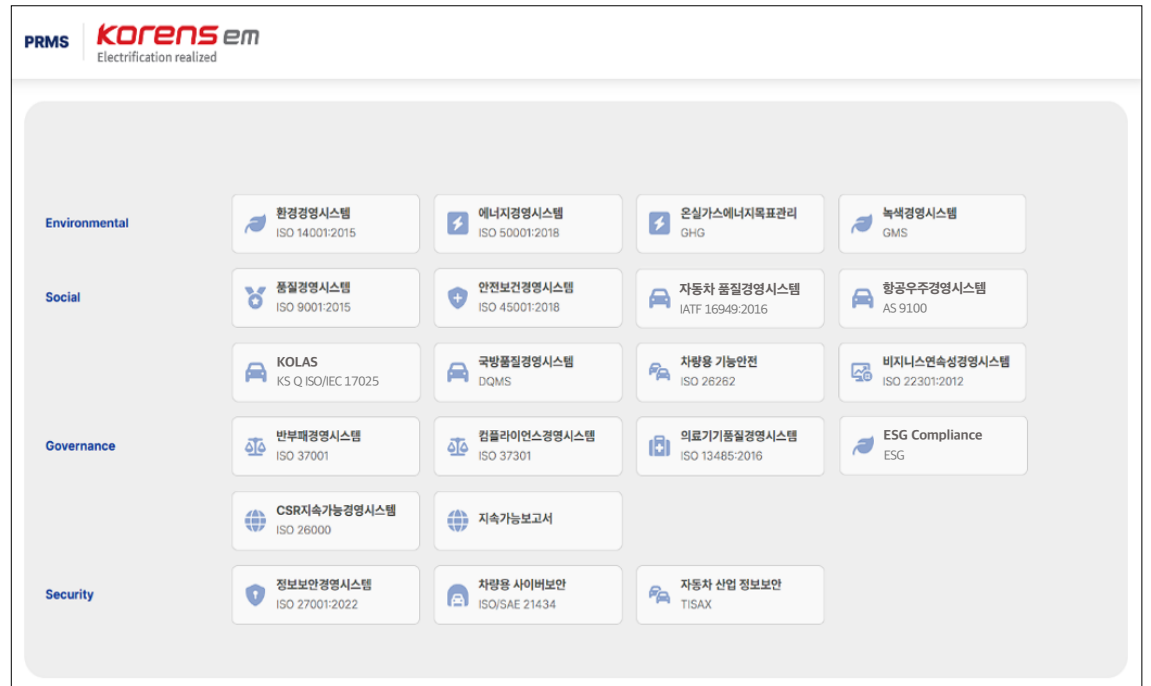 PRMS
KORENS em
Electrification realized
Environmental
환경경영시스템
ISO 14001:2015
에너지경영시스템
ISO 50001:2018
온실가스에너지목표관리
GHG
녹색경영시스템
GMS
Social
품질경영시스템
ISO 9001:2015
안전보건경영시스템
ISO 45001:2018
자동차 품질경영시스템
IATF 16949:2016
항공우주경영시스템
AS 9100
KOLAS
KS Q ISO/IEC 17025
국방품질경영시스템
DQMS
차량용 기능안전
ISO 26262
비지니스연속성경영시스템
ISO 22301:2012
Governance
반부패경영시스템
ISO 37001
컴플라이언스경영시스템
ISO 37301
의료기기품질경영시스템
ISO 13485:2016
ESG Compliance
ESG
CSR지속가능경영시스템
ISO 26000
지속가능보고서
Security
정보보안경영시스템
ISO 27001:2022
차량용 사이버보안
ISO/SAE 21434
자동차 산업 정보보안
TISAX